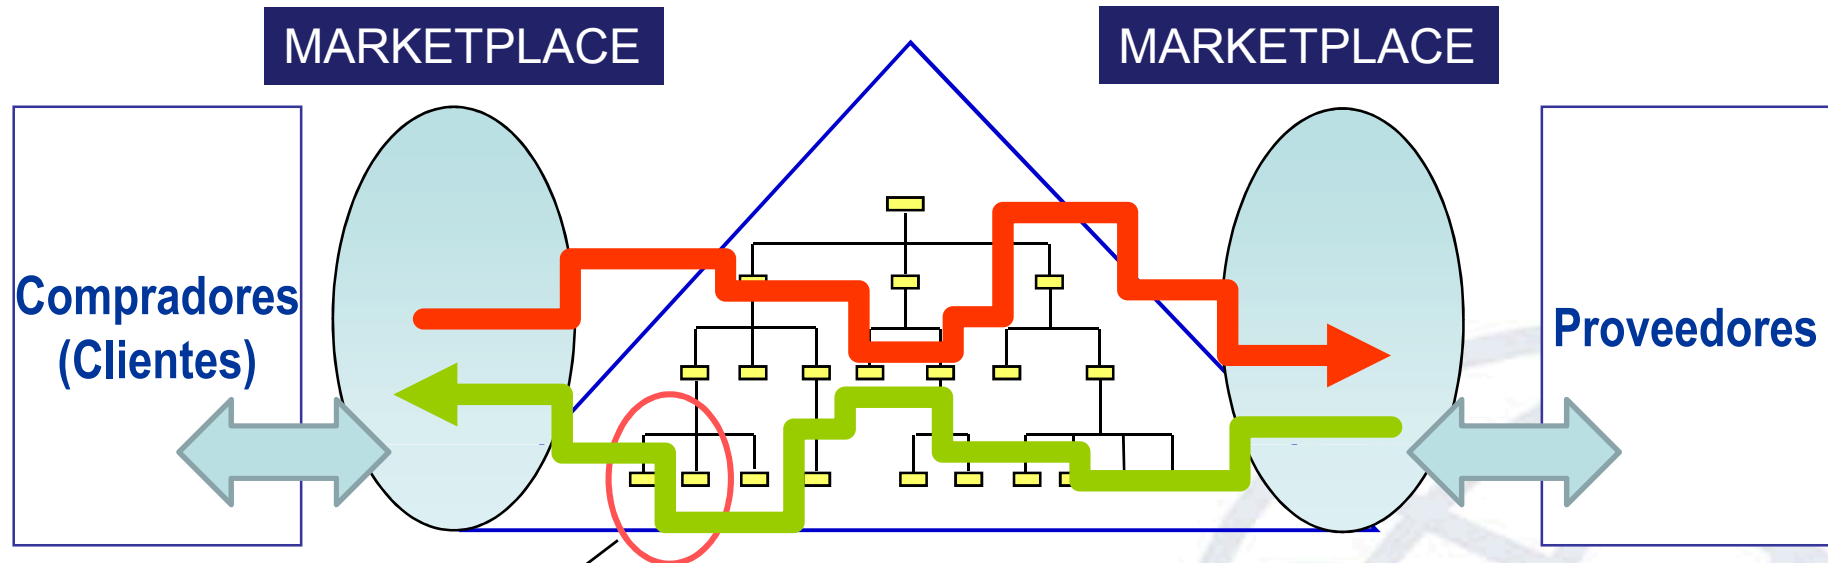 MARKETPLACE
MARKETPLACE
Compradores
(Clientes)
Proveedores